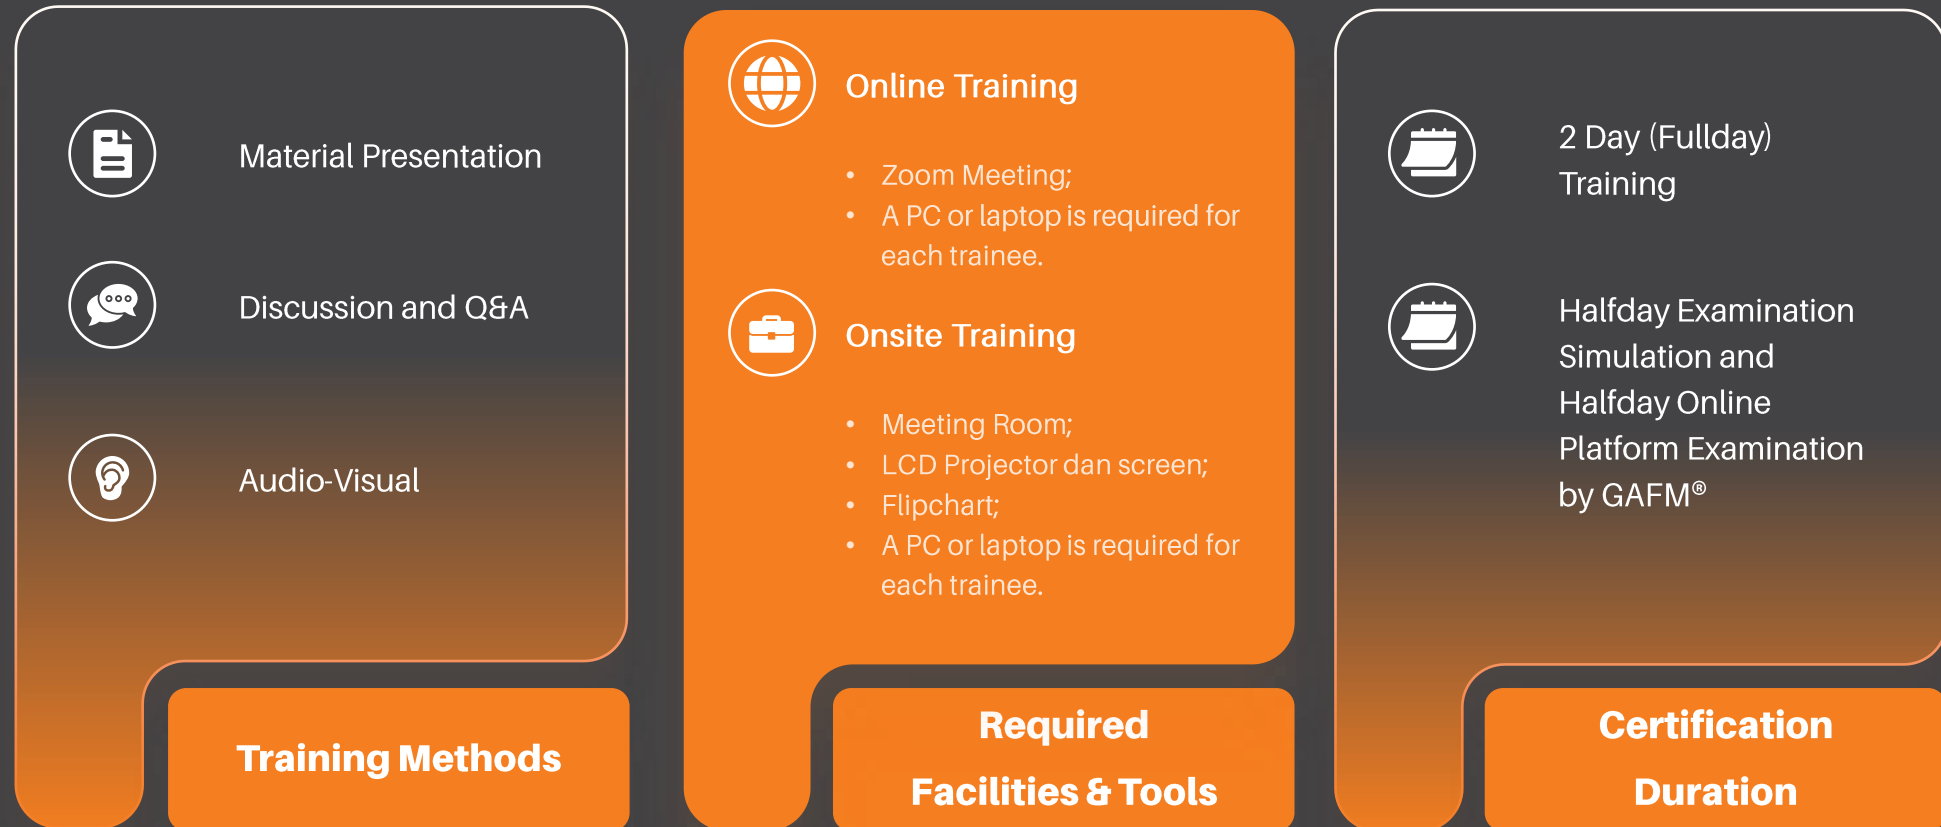 Material Presentation
Discussion and Q&A
Audio-Visual
Training Methods
Online Training
• Zoom Meeting;
• A PC or laptop is required for
each trainee.
Onsite Training
• Meeting Room;
• LCD Projector dan screen;
• Flipchart;
• A PC or laptop is required for
each trainee.
Required
Facilities & Tools
2 Day (Fullday)
Training
Halfday Examination
Simulation and
Halfday Online
Platform Examination
by GAFM®
Certification
Duration